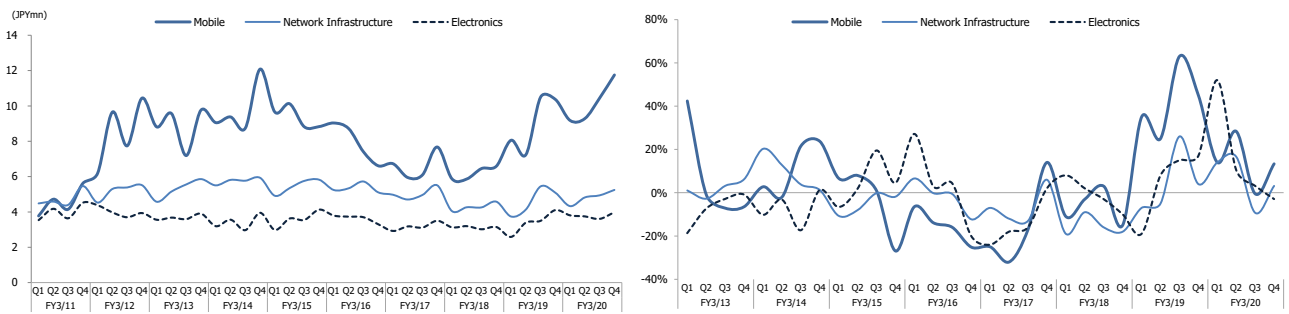 (JPYmn)
Mobile Network Infrastructure Electronics
14
12
10
8
6
4
2
0
Q1 Q2 Q3 Q4 Q1 Q2 Q3 Q4 Q1 Q2 Q3 Q4 Q1 Q2 Q3 Q4 Q1 Q2 Q3 Q4 Q1 Q2 Q3 Q4 Q1 Q2 Q3 Q4 Q1 Q2 Q3 Q4 Q1 Q2 Q3 Q4 Q1 Q2 Q3 Q4
FY3/11 FY3/12 FY3/13 FY3/14 FY3/15 FY3/16 FY3/17 FY3/18 FY3/19 FY3/20
Mobile Network Infrastructure Electronics
80%
60%
40%
20%
0%
-20%
-40%
Q1 Q2 Q3 Q4 Q1 Q2 Q3 Q4 Q1 Q2 Q3 Q4 Q1 Q2 Q3 Q4 Q1 Q2 Q3 Q4 Q1 Q2 Q3 Q4 Q1 Q2 Q3 Q4 Q1 Q2 Q3 Q4
FY3/13 FY3/14 FY3/15 FY3/16 FY3/17 FY3/18 FY3/19 FY3/20